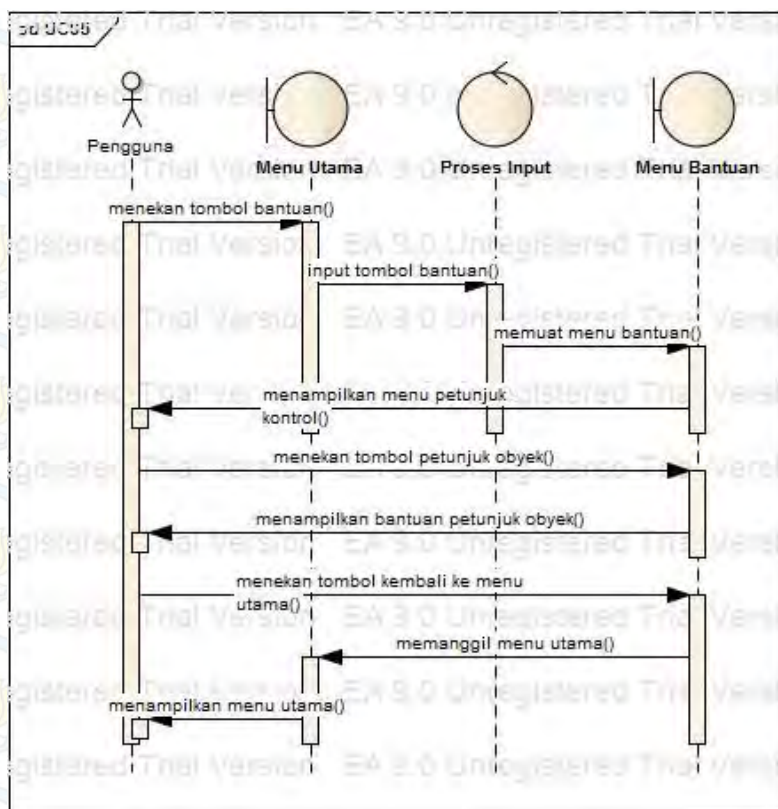 Pengguna
Menu Utama
Proses Input
Menu Bantuan
menekan tombol bantuan()
input tombol bantuan()
memuat menu bantuan()
menampilkan menu petunjuk
kontrol()
menekan tombol petunjuk obyek()
menampilkan bantuan petunjuk obyek()
menekan tombol kembali ke menu
utama()
memanggil menu utama()
menampilkan menu utama()